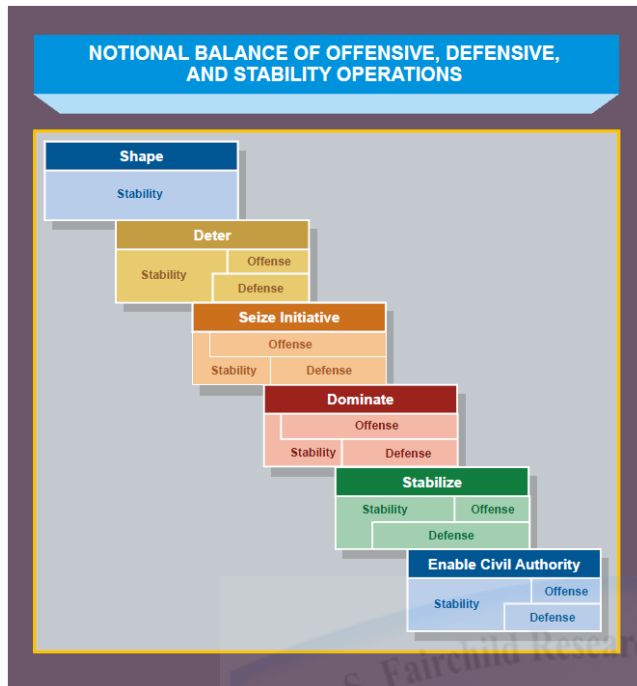 NOTIONAL BALANCE OF OFFENSIVE, DEFENSIVE,
AND STABILITY OPERATIONS
Shape
Stability
Deter
Stability
Offense
Defense
Seize Initiative
Offense
Stability
Defense
Dominate
Offense
Stability
Defense
Stabilize
Stability
Offense
Defense
Enable Civil Authority
Stability
Offense
Defense
S. Fairchild Resear